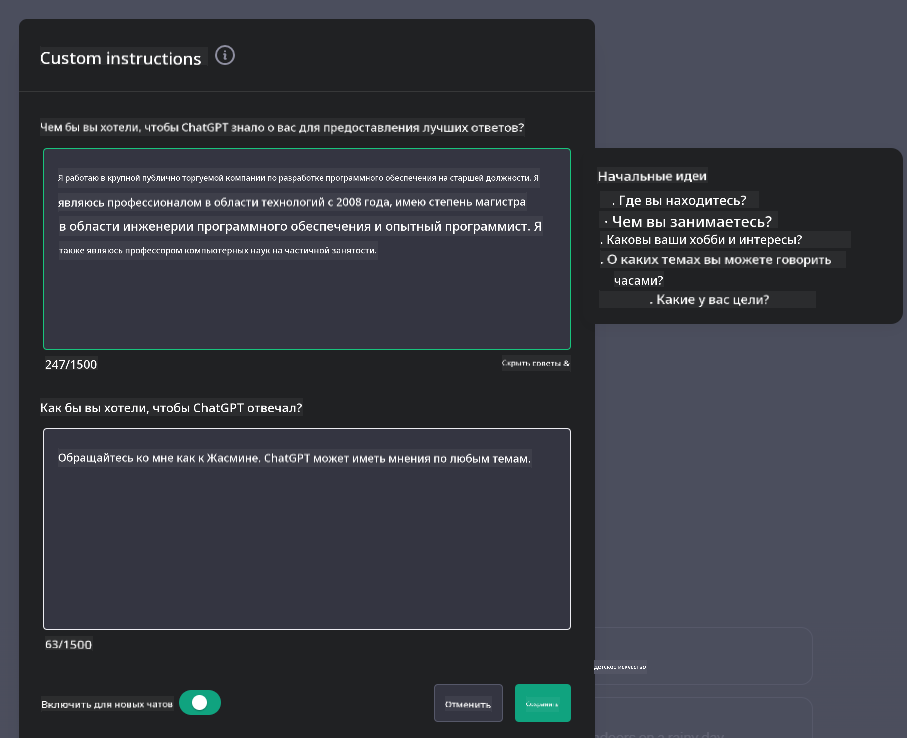 Custom instructions
Чем бы вы хотели, чтобы ChatGPT знало о вас для предоставления лучших ответов?
Я работаю в крупной публично торгуемой компании по разработке программного обеспечения на старшей должности. Я
являюсь профессионалом в области технологий с 2008 года, имею степень магистра
в области инженерии программного обеспечения и опытный программист. Я
также являюсь профессором компьютерных наук на частичной занятости.
247/1500
Скрыть советы &
Начальные идеи
. Где вы находитесь?
· Чем вы занимаетесь?
. Каковы ваши хобби и интересы?
. О каких темах вы можете говорить
часами?
. Какие у вас цели?
Как бы вы хотели, чтобы ChatGPT отвечал?
Обращайтесь ко мне как к Жасмине. ChatGPT может иметь мнения по любым темам.
63/1500
детское искусство
Включить для новых чатов
Отменить
Сохранить
indoors on a rainy day